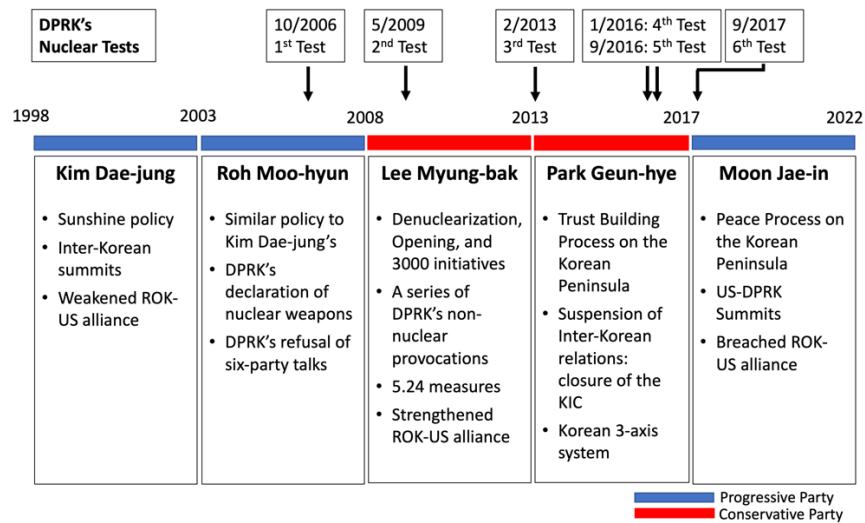 DPRK's
Nuclear Tests
10/2006
1st Test
5/2009
2nd Test
2/2013
3rd Test
1/2016: 4th Test
9/2016: 5th Test
9/2017
6th Test
1998
2003
2008
2013
2017
2022
Kim Dae-jung
• Sunshine policy
• Inter-Korean
summits
• Weakened ROK-
US alliance
Roh Moo-hyun
• Similar policy to
Kim Dae-jung's
• DPRK's
declaration of
nuclear weapons
• DPRK's refusal of
six-party talks
Lee Myung-bak
• Denuclearization,
Opening, and
3000 initiatives
• A series of
DPRK's non-
nuclear
provocations
• 5.24 measures
• Strengthened
ROK-US alliance
Park Geun-hye
• Trust Building
Process on the
Korean
Peninsula
• Suspension of
Inter-Korean
relations:
closure of the
KIC
• Korean 3-axis
system
Moon Jae-in
• Peace Process on
the Korean
Peninsula
• US-DPRK
Summits
• Breached ROK-
US alliance
Progressive Party
Conservative Party